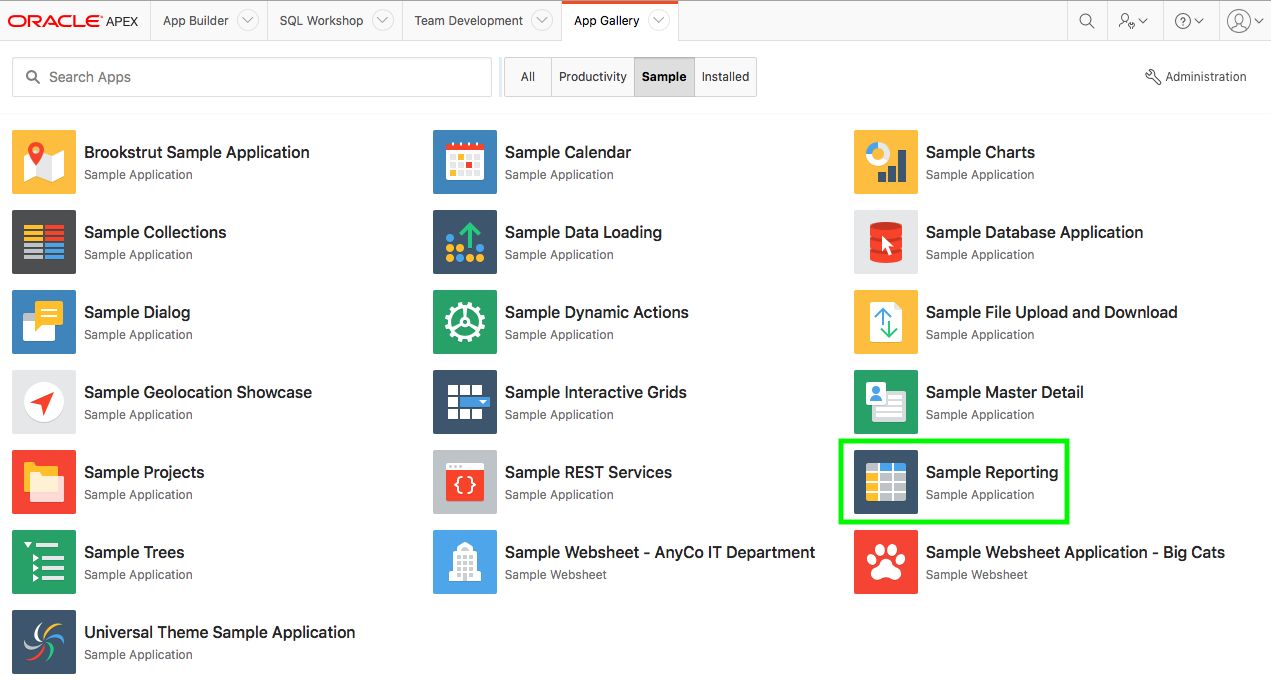 ORACLE APEX App Builder SQL Workshop Team Development App Gallery
Search Apps All Productivity Sample Installed Administration
Brookstrut Sample Application
Sample Application
Sample Calendar
Sample Application
Sample Charts
Sample Application
Sample Collections
Sample Application
Sample Data Loading
Sample Application
Sample Database Application
Sample Application
Sample Dialog
Sample Application
Sample Dynamic Actions
Sample Application
Sample File Upload and Download
Sample Application
Sample Geolocation Showcase
Sample Application
Sample Interactive Grids
Sample Application
Sample Master Detail
Sample Application
Sample Projects
Sample Application
Sample REST Services
Sample Application
Sample Reporting
Sample Application
Sample Trees
Sample Application
Sample Websheet - AnyCo IT Department
Sample Websheet
Sample Websheet Application - Big Cats
Sample Websheet
Universal Theme Sample Application
Sample Application